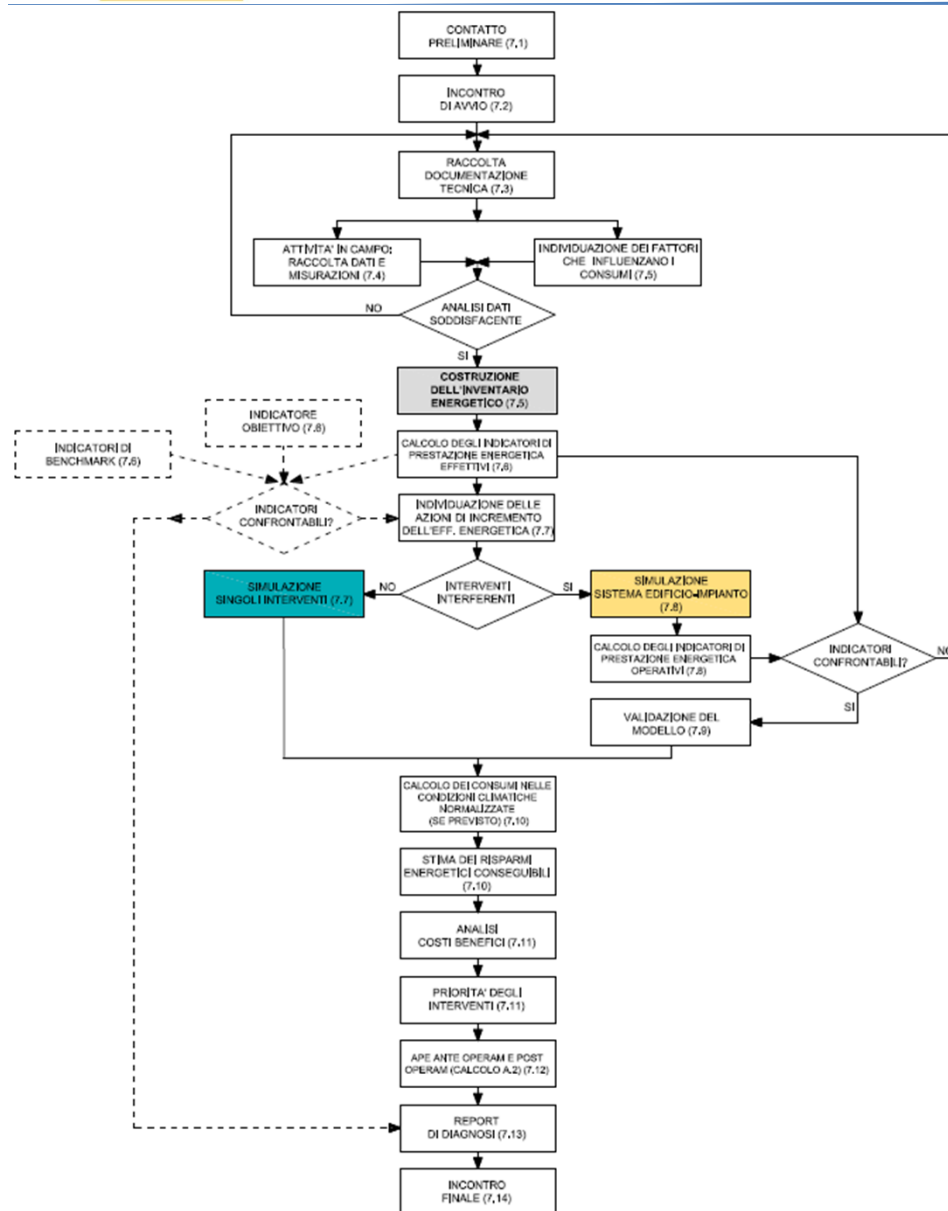 CONTATTO
PRELIMINARE (7.1)
INCONTRO
DI AVVIO (7.2)
RACCOLTA
DOCUMENTAZIONE
TECNICA (7.3)
ATTIVITA' IN CAMPO:
RACCOLTA DATI E
MISURAZIONI (7.4)
INDIVIDUAZIONE DEI FATTORI
CHE INFLUENZANO I
CONSUMI (7.5)
NO
ANALISI DATI
SODDISFACENTE
SI
COSTRUZIONE
DELL'INVENTARIO
ENERGETICO (7.5)
INDICATORE
OBIETTIVO (7.6)
INDICATORI DI
BENCHMARK (7.6)
CALCOLO DEGLI INDICATORI DI
PRESTAZIONE ENERGETICA
EFFETTIVI (7.6)
INDICATORI
CONFRONTABILI?
INDIVIDUAZIONE DELLE
AZIONI DI INCREMENTO
DELL'EFF. ENERGETICA (7.7)
SIMULAZIONE
SINGOLI INTERVENTI (7.7)
NO
INTERVENTI
INTERFERENTI
SI
SIMULAZIONE
SISTEMA EDIFICIO-IMPIANTO
(7.8)
CALCOLO DEGLI INDICATORI DI
PRESTAZIONE ENERGETICA
OPERATIVI (7.8)
INDICATORI
CONFRONTABILI?
NO
SI
VALIDAZIONE DEL
MODELLO (7.9)
CALCOLO DEI CONSUMI NELLE
CONDIZIONI CLIMATICHE
NORMALIZZATE
(SE PREVISTO) (7.10)
STIMA DEI RISPARMI
ENERGETICI CONSEGUIBILI
(7.10)
ANALISI
COSTI BENEFICI (7.11)
PRIORITA' DEGLI
INTERVENTI (7.11)
APE ANTE OPERAM E POST
OPERAM (CALCOLO A.2) (7.12)
REPORT
DI DIAGNOSI (7.13)
INCONTRO
FINALE (7.14)